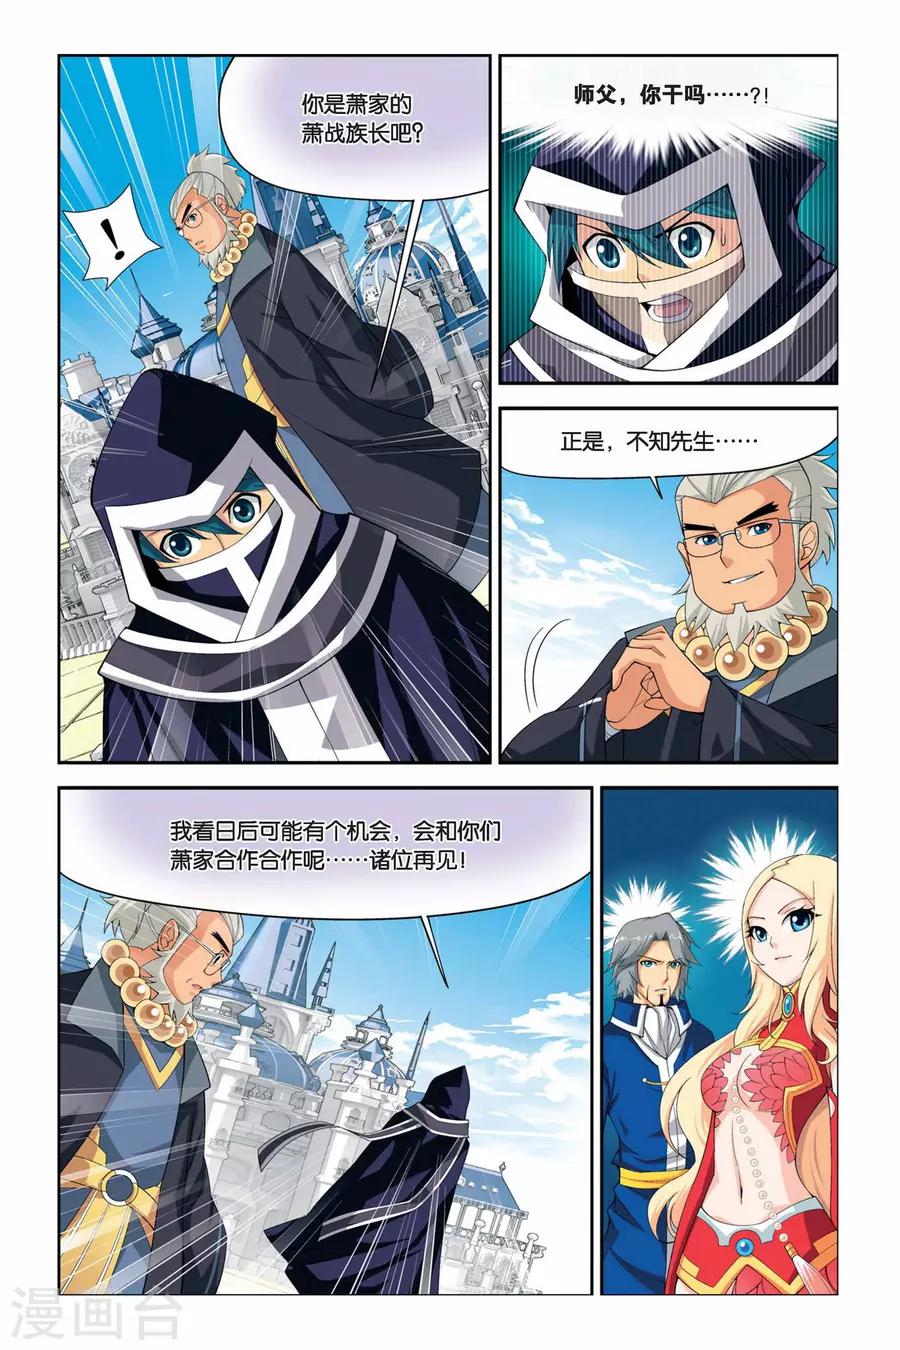 你是萧家的
萧战族长吧？
！
师父，你干吗……?!
正是，不知先生……
我看日后可能有个机会，会和你们
萧家合作合作呢……诸位再见！
漫画台